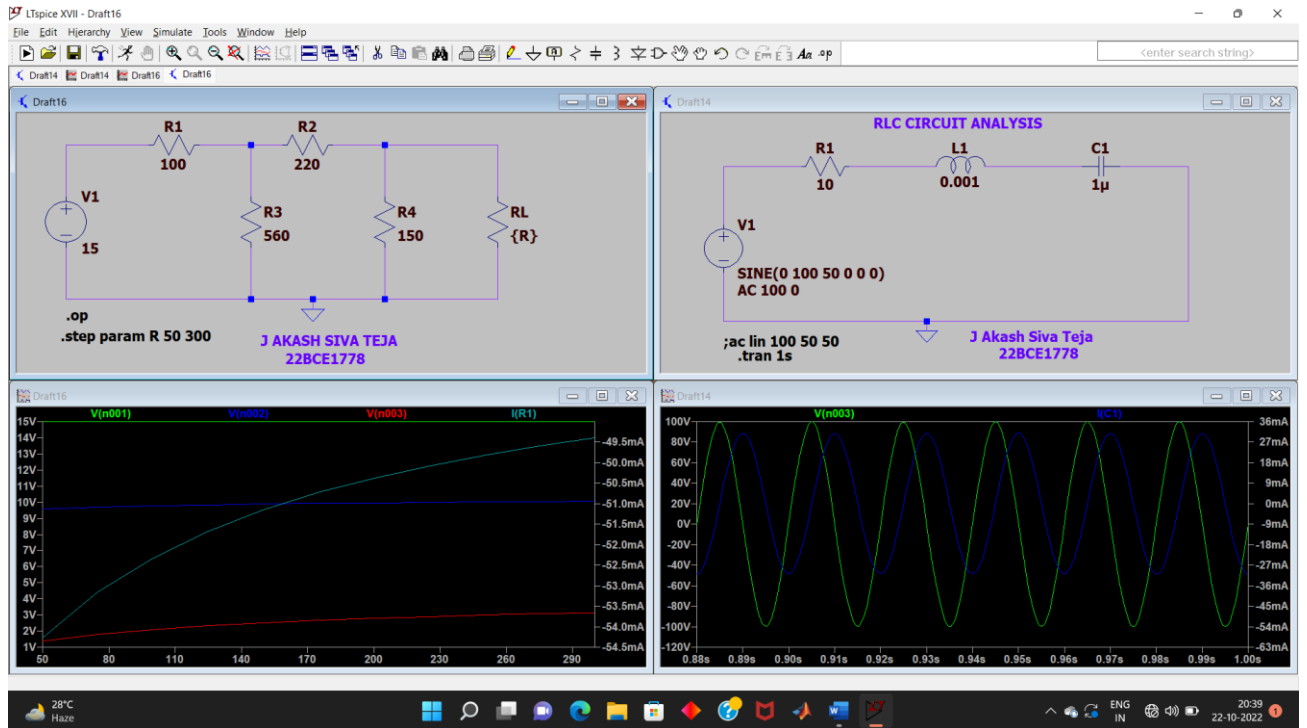 LTspice XVII - Draft16
File Edit Hierarchy View Simulate Tools Window Help
<enter search string>
Draft14 Draft14 Draft16 Draft16
Draft16
R1
100
R2
220
V1
15
R3
560
R4
150
RL
{R}
.op
.step param R 50 300
J AKASH SIVA TEJA
22BCE1778
Draft14
RLC CIRCUIT ANALYSIS
R1
10
L1
0.001
C1
1µ
V1
SINE(0 100 50 0 0 0)
AC 100 0
;ac lin 100 50 50
.tran 1s
J Akash Siva Teja
22BCE1778
Draft16
V(n001) V(n002) V(n003) I(R1)
15V
14V
13V
12V
11V
10V
9V
8V
7V
6V
5V
4V
3V
2V
1V
-49.5mA
-50.0mA
-50.5mA
-51.0mA
-51.5mA
-52.0mA
-52.5mA
-53.0mA
-53.5mA
-54.0mA
-54.5mA
50 80 110 140 170 200 230 260 290
Draft14
V(n003) I(C1)
100V
80V
60V
40V
20V
0V
-20V
-40V
-60V
-80V
-100V
-120V
36mA
27mA
18mA
9mA
0mA
-9mA
-18mA
-27mA
-36mA
-45mA
-54mA
-63mA
0.88s 0.89s 0.90s 0.91s 0.92s 0.93s 0.94s 0.95s 0.96s 0.97s 0.98s 0.99s 1.00s
28°C
Haze
ENG
IN
20:39
22-10-2022
1